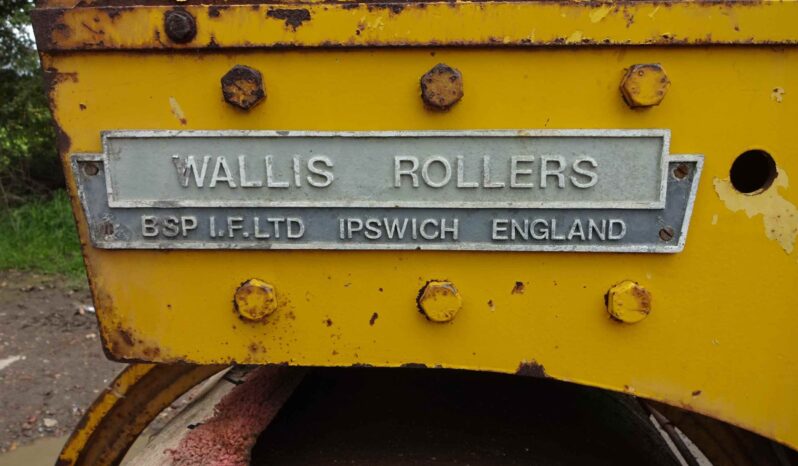 WALLIS ROLLERS
BSP I.F.LTD IPSWICH ENGLAND